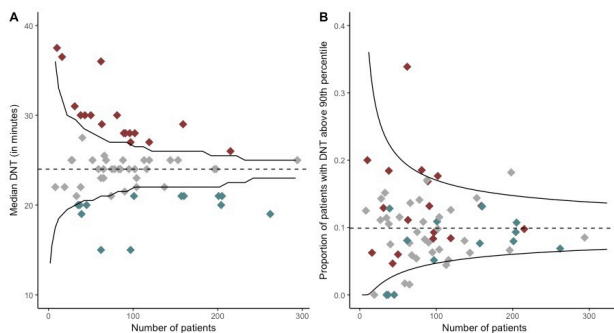 A
Median DNT (in minutes)
40
30
20
10
0
100
200
300
Number of patients
B
Proportion of patients with DNT above 90th percentile
0.4
0.3
0.2
0.1
0.0
0
100
200
300
Number of patients